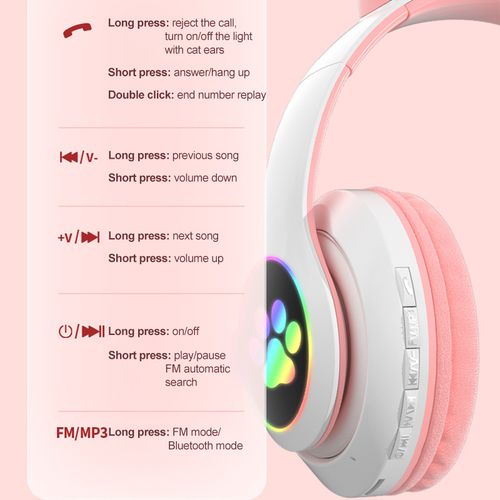 Long press: reject the call,
turn on/off the light
with cat ears
Short press: answer/hang up
Double click: end number replay
/V- Long press: previous song
Short press: volume down
+V/ Long press: next song
Short press: volume up
/ Long press: on/off
Short press: play/pause
FM automatic
search
FM/MP3 Long press: FM mode/
Bluetooth mode